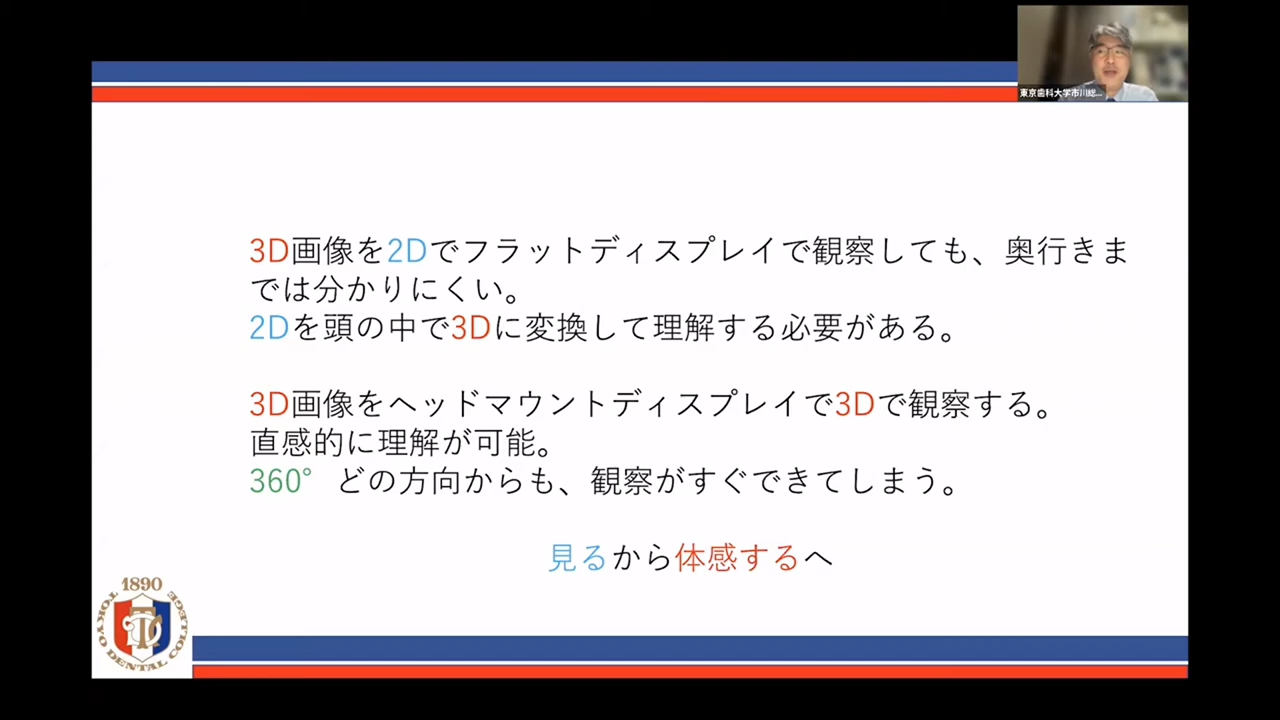 東京歯科大学市川総...
3D画像を2Dでフラットディスプレイで観察しても、奥行きま
では分かりにくい。
2Dを頭の中で3Dに変換して理解する必要がある。
3D画像をヘッドマウントディスプレイで3Dで観察する。
直感的に理解が可能。
360° どの方向からも、観察がすぐできてしまう。
見るから体感するへ
1890
TOKYO DENTAL COLLEGE